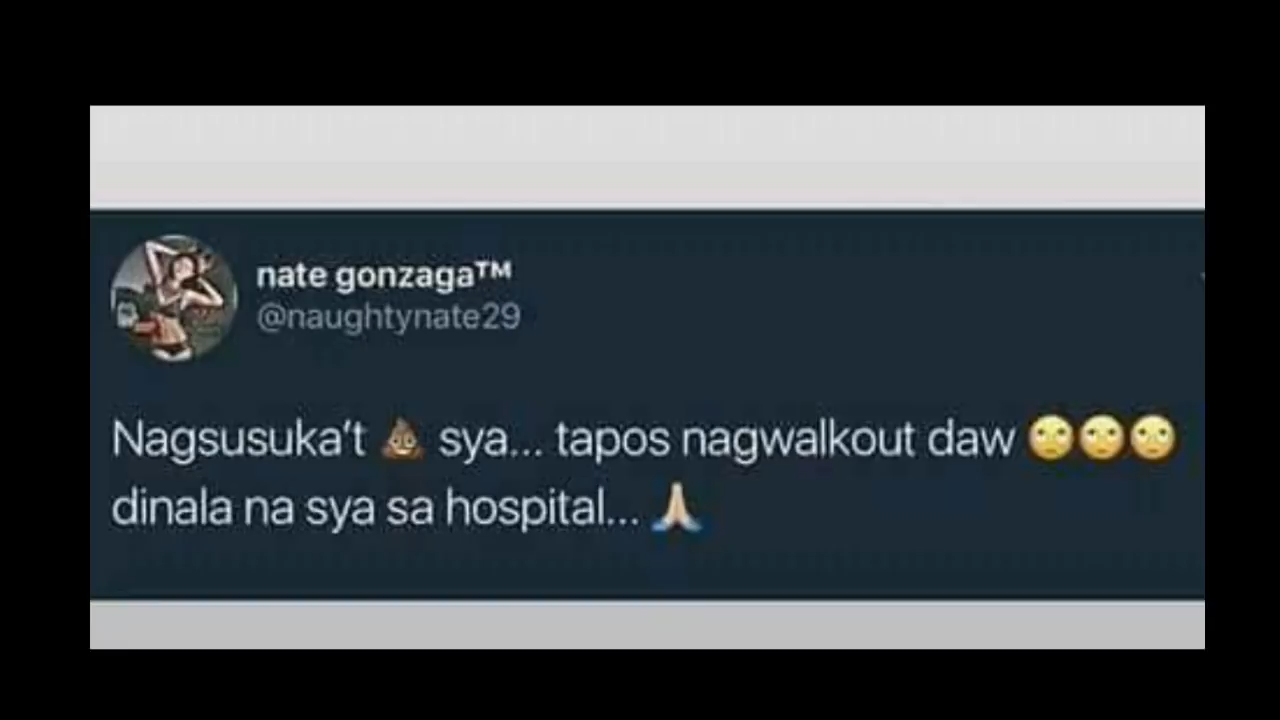 nate gonzaga™
@naughtynate29
Nagsusuka't 💩 sya... tapos nagwalkout daw 🙄🙄🙄
dinala na sya sa hospital... 🙏🏼